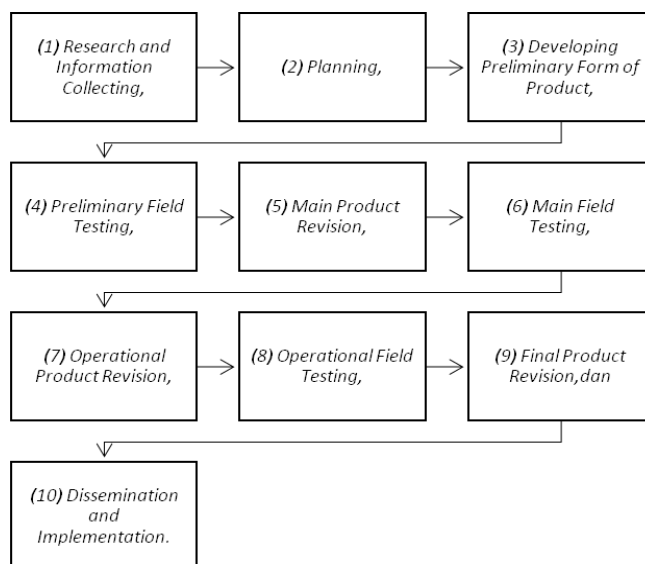 (1) Research and
Information
Collecting,
(2) Planning,
(3) Developing
Preliminary Form of
Product,
(4) Preliminary Field
Testing,
(5) Main Product
Revision,
(6) Main Field
Testing,
(7) Operational
Product Revision,
(8) Operational Field
Testing,
(9) Final Product
Revision,dan
(10) Dissemination
and
Implementation.